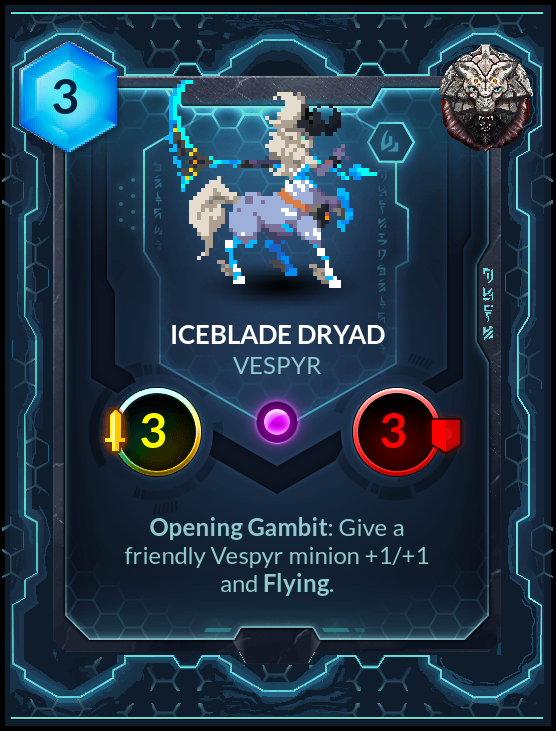 3
ICEBLADE DRYAD
VESPYR
3
3
Opening Gambit: Give a
friendly Vespyr minion +1/+1
and Flying.